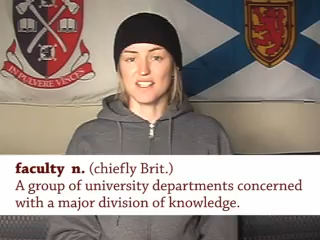 IN PULVERE VINCES
faculty n. (chiefly Brit.)
A group of university departments concerned
with a major division of knowledge.